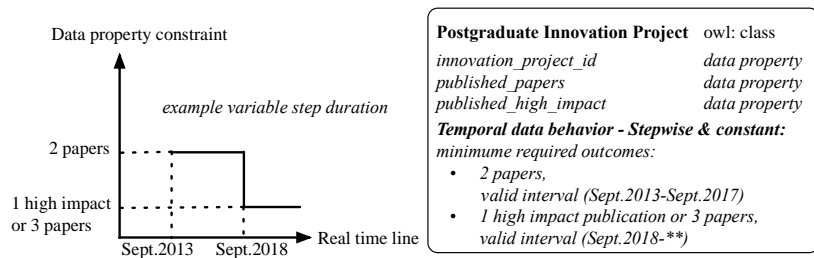 Data property constraint
example variable step duration
2 papers
1 high impact
or 3 papers
Sept.2013
Sept.2018
Real time line
Postgraduate Innovation Project owl: class
innovation_project_id data property
published_papers data property
published_high_impact data property
Temporal data behavior - Stepwise & constant:
minimume required outcomes:
• 2 papers,
valid interval (Sept.2013-Sept.2017)
• 1 high impact publication or 3 papers,
valid interval (Sept.2018-**)